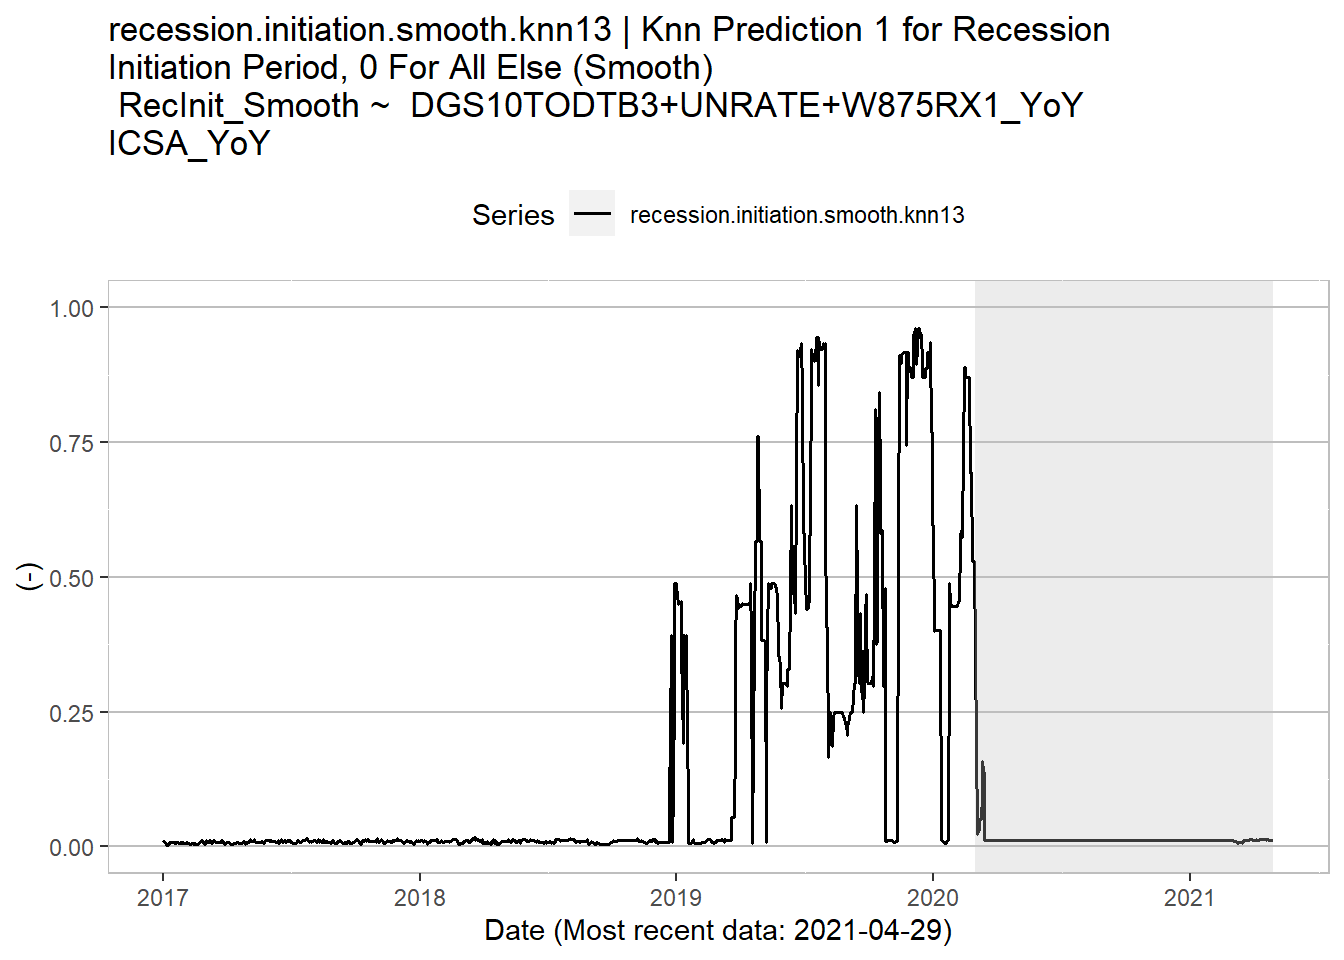 recession.initiation.smooth.knn13 | Knn Prediction 1 for Recession
Initiation Period, 0 For All Else (Smooth)
RecInit_Smooth ~  DGS10TODTB3+UNRATE+W875RX1_YoY
ICSA_YoY
Series
recession.initiation.smooth.knn13
1.00
0.75
0.50
0.25
0.00
(-)
2017
2018
2019
2020
2021
Date (Most recent data: 2021-04-29)